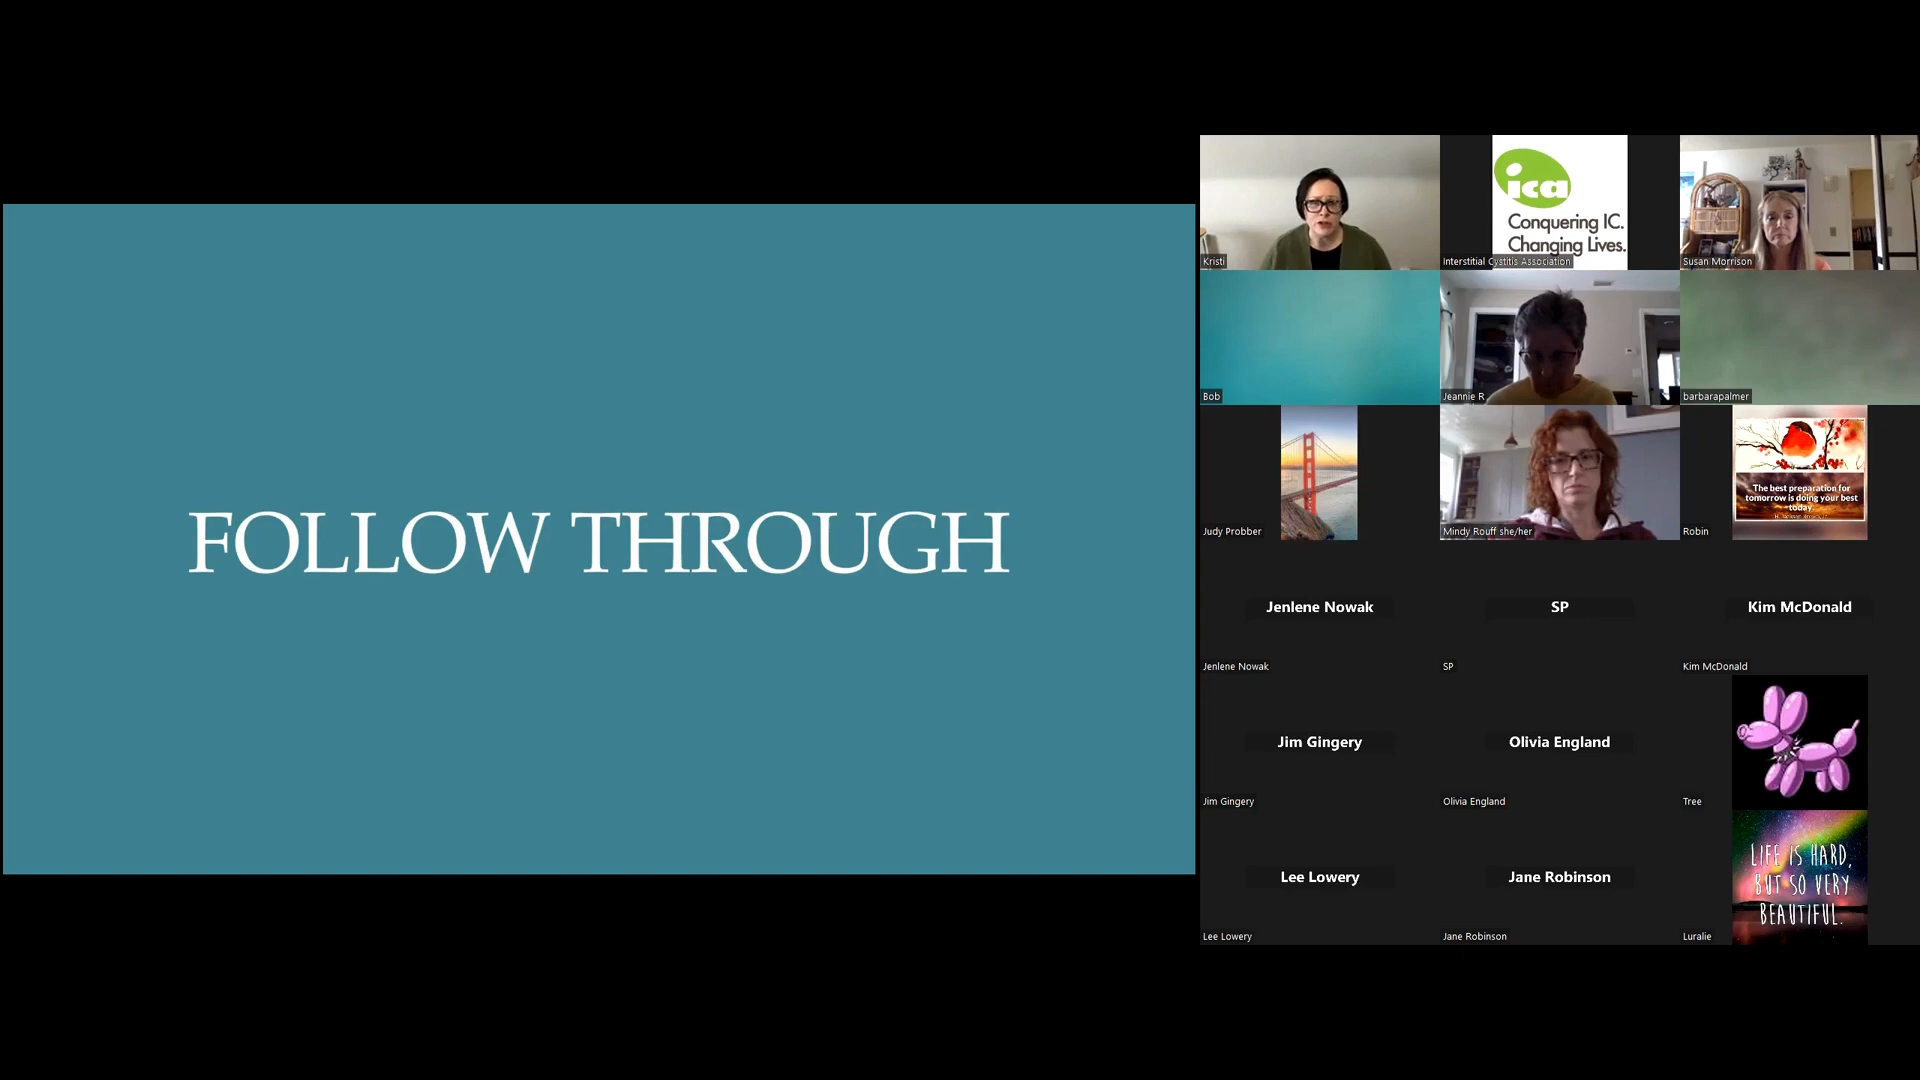 FOLLOW THROUGH
Kristi
ica
Conquering IC.
Changing Lives.
Interstitial Cystitis Association
Susan Morrison
Bob
Jeannie R
barbarapalmer
Judy Probber
Mindy Rouff she/her
The best preparation for
tomorrow is doing your best
today.
Robin
Jenlene Nowak
Jenlene Nowak
SP
SP
Kim McDonald
Kim McDonald
Jim Gingery
Jim Gingery
Olivia England
Olivia England
Tree
Lee Lowery
Lee Lowery
Jane Robinson
Jane Robinson
LIFE IS HARD,
BUT SO VERY
BEAUTIFUL.
Luralie